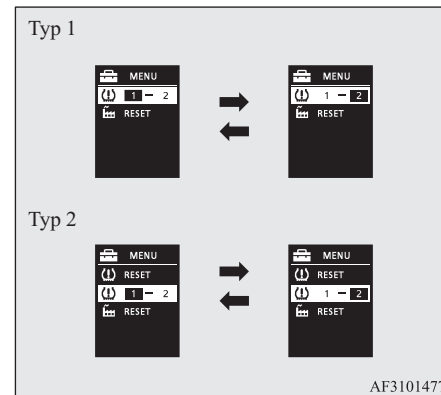 Typ 1
MENU MENU
1 – 2 1 – 2
RESET RESET
Typ 2
MENU MENU
RESET RESET
1 – 2 1 – 2
RESET RESET
AF3101477